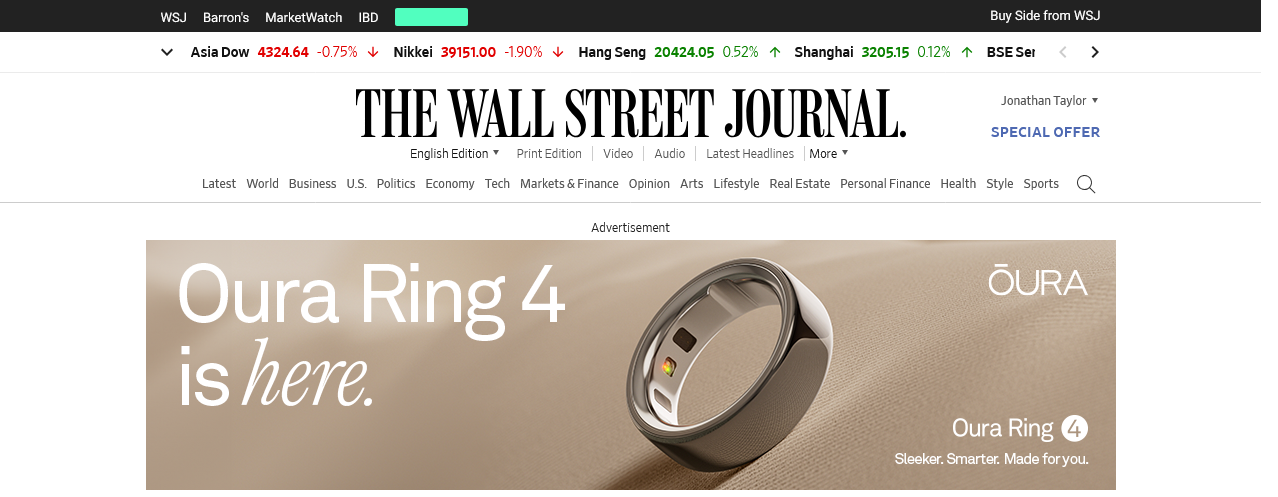 WSJ Barron's MarketWatch IBD Buy Side from WSJ
Asia Dow 4324.64 -0.75% Nikkei 39151.00 -1.90% Hang Seng 20424.05 0.52% Shanghai 3205.15 0.12% BSE
THE WALL STREET JOURNAL.
Jonathan Taylor
SPECIAL OFFER
English Edition Print Edition Video Audio Latest Headlines More
Latest World Business U.S. Politics Economy Tech Markets & Finance Opinion Arts Lifestyle Real Estate Personal Finance Health Style Sports
Advertisement
Oura Ring 4
is here.
ŌURA
Oura Ring 4
Sleeker. Smarter. Made for you.